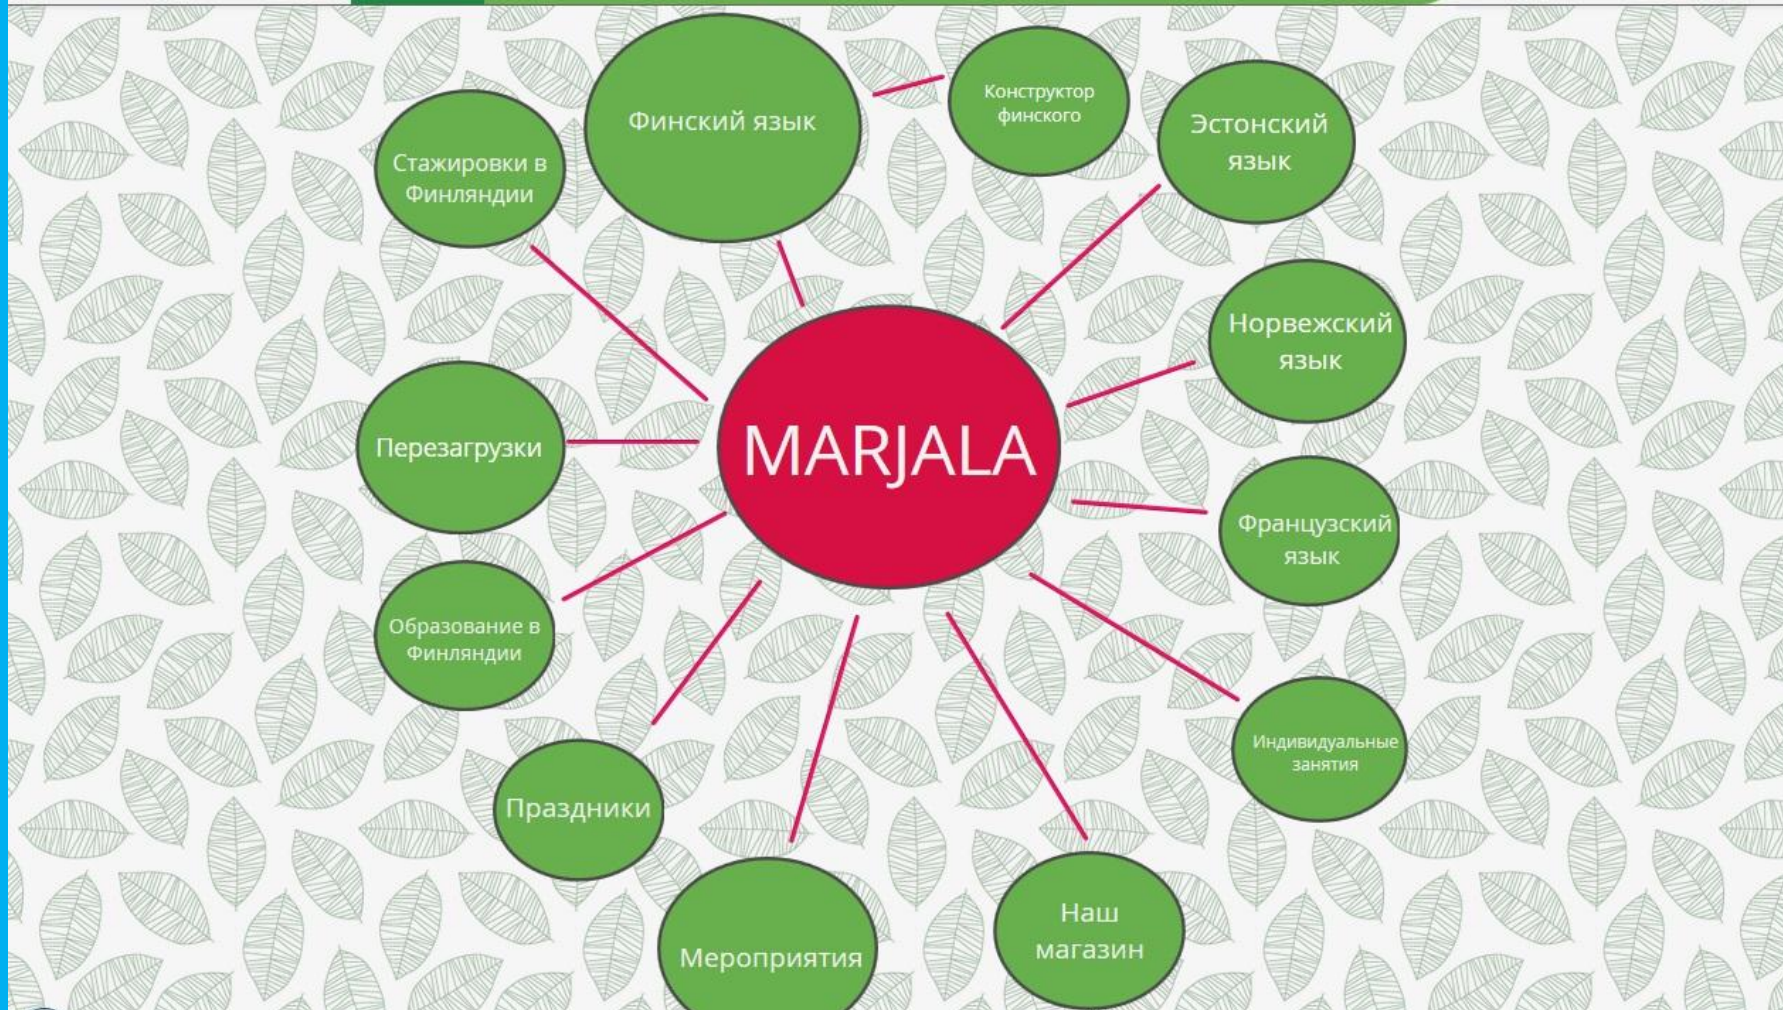 Финский язык
Конструктор
финского
Эстонский
язык
Стажировки в
Финляндии
Норвежский
язык
MARJALA
Перезагрузки
Французский
язык
Образование в
Финляндии
Индивидуальные
занятия
Праздники
Наш
магазин
Мероприятия